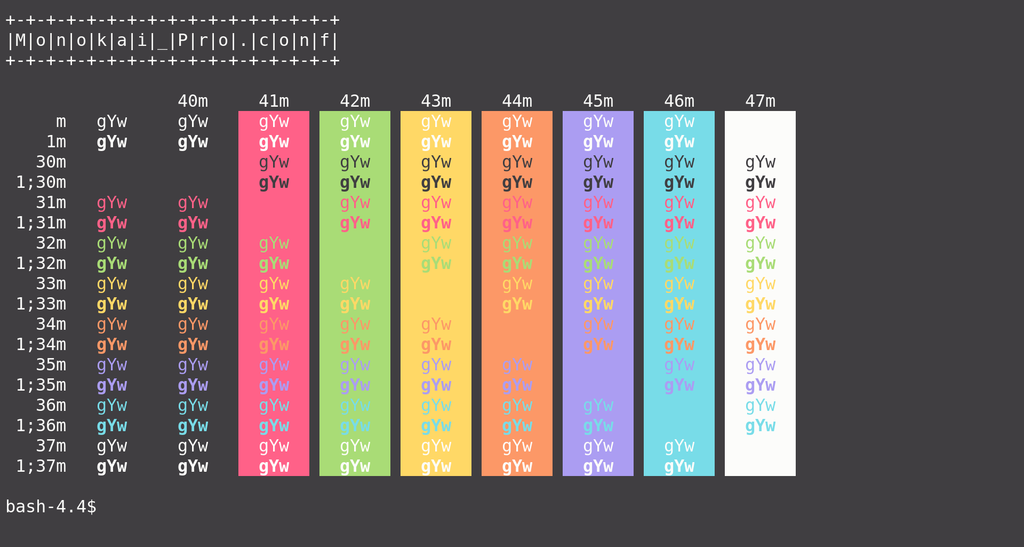 +-+-+-+-+-+-+-+-+-+-+-+-+-+-+-+-+
|M|o|n|o|k|a|i|_|P|r|o|.|c|o|n|f|
+-+-+-+-+-+-+-+-+-+-+-+-+-+-+-+-+
40m 41m 42m 43m 44m 45m 46m 47m
m gYw gYw gYw gYw gYw gYw gYw gYw
1m gYw gYw gYw gYw gYw gYw gYw gYw
30m gYw gYw gYw gYw gYw gYw gYw
1;30m gYw gYw gYw gYw gYw gYw gYw
31m gYw gYw gYw gYw gYw gYw gYw gYw
1;31m gYw gYw gYw gYw gYw gYw gYw gYw
32m gYw gYw gYw gYw gYw gYw gYw gYw
1;32m gYw gYw gYw gYw gYw gYw gYw gYw
33m gYw gYw gYw gYw gYw gYw gYw gYw
1;33m gYw gYw gYw gYw gYw gYw gYw gYw
34m gYw gYw gYw gYw gYw gYw gYw gYw
1;34m gYw gYw gYw gYw gYw gYw gYw gYw
35m gYw gYw gYw gYw gYw gYw gYw gYw
1;35m gYw gYw gYw gYw gYw gYw gYw gYw
36m gYw gYw gYw gYw gYw gYw gYw gYw
1;36m gYw gYw gYw gYw gYw gYw gYw gYw
37m gYw gYw gYw gYw gYw gYw gYw gYw
1;37m gYw gYw gYw gYw gYw gYw gYw gYw
bash-4.4$